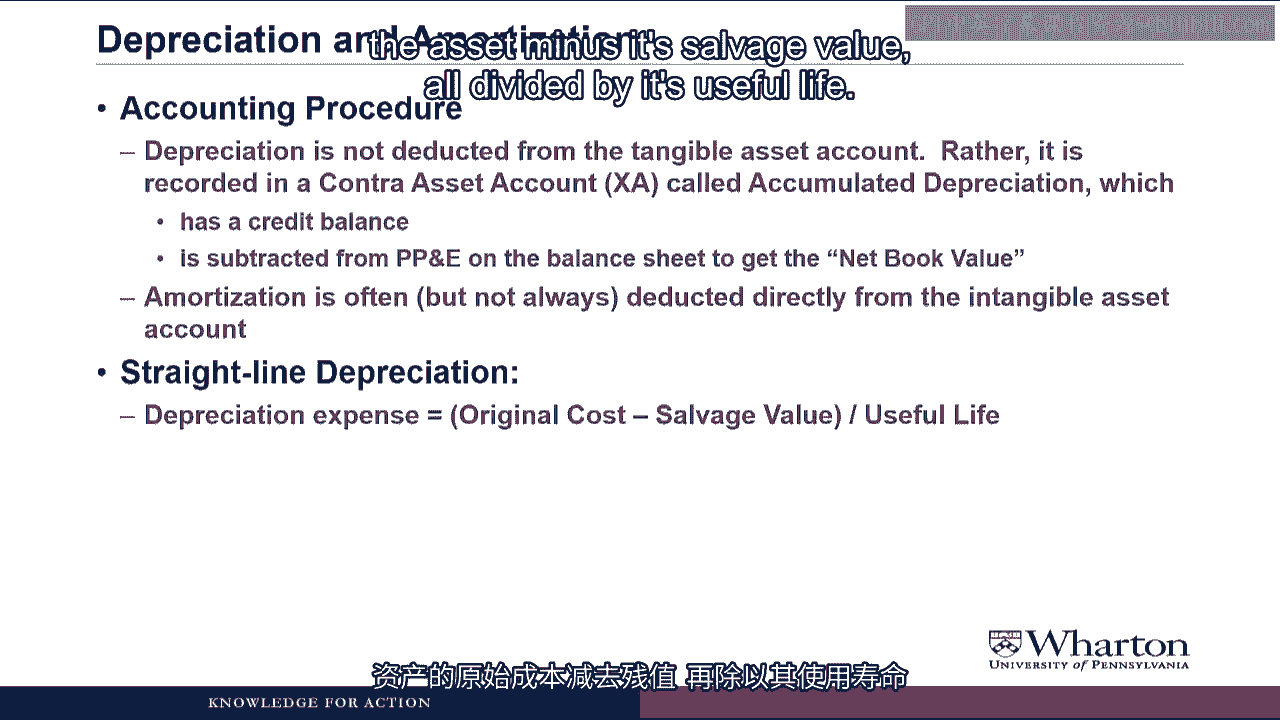 Depreciation and Amortization
the asset minus it's salvage value,
all divided by it's useful life.
• Accounting Procedure
– Depreciation is not deducted from the tangible asset account. Rather, it is
recorded in a Contra Asset Account (XA) called Accumulated Depreciation, which
• has a credit balance
• is subtracted from PP&E on the balance sheet to get the “Net Book Value”
– Amortization is often (but not always) deducted directly from the intangible asset
account
• Straight-line Depreciation:
– Depreciation expense = (Original Cost – Salvage Value) / Useful Life
Wharton
UNIVERSITY of PENNSYLVANIA
资产的原始成本减去残值 再除以其使用寿命
KNOWLEDGE FOR ACTION